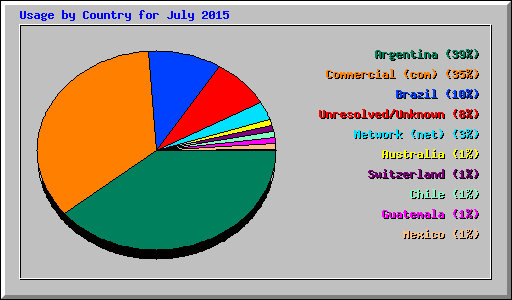 Usage by Country for July 2015
Argentina (39%)
Commercial (com) (35%)
Brazil (10%)
Unresolved/Unknown (8%)
Network (net) (3%)
Australia (1%)
Switzerland (1%)
Chile (1%)
Guatemala (1%)
Mexico (1%)